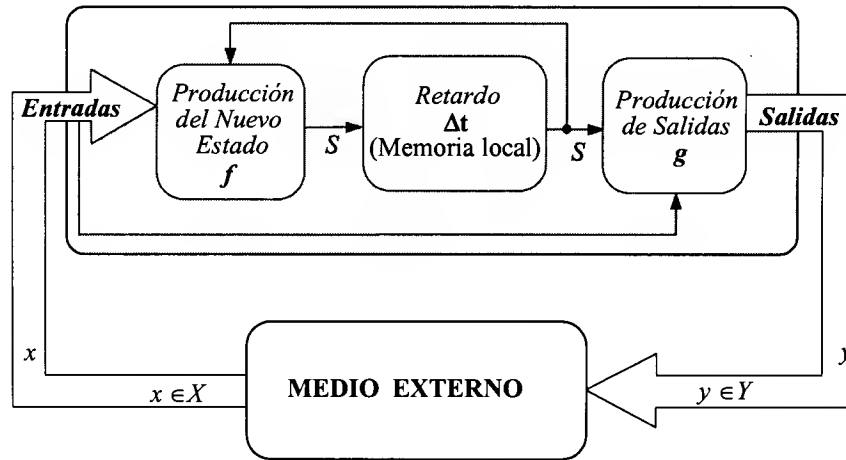 Entradas
Producción
del Nuevo
Estado
f
S
Retardo
Δt
(Memoria local)
S
Producción
de Salidas
g
Salidas
x
x ∈ X
MEDIO EXTERNO
y ∈ Y
y